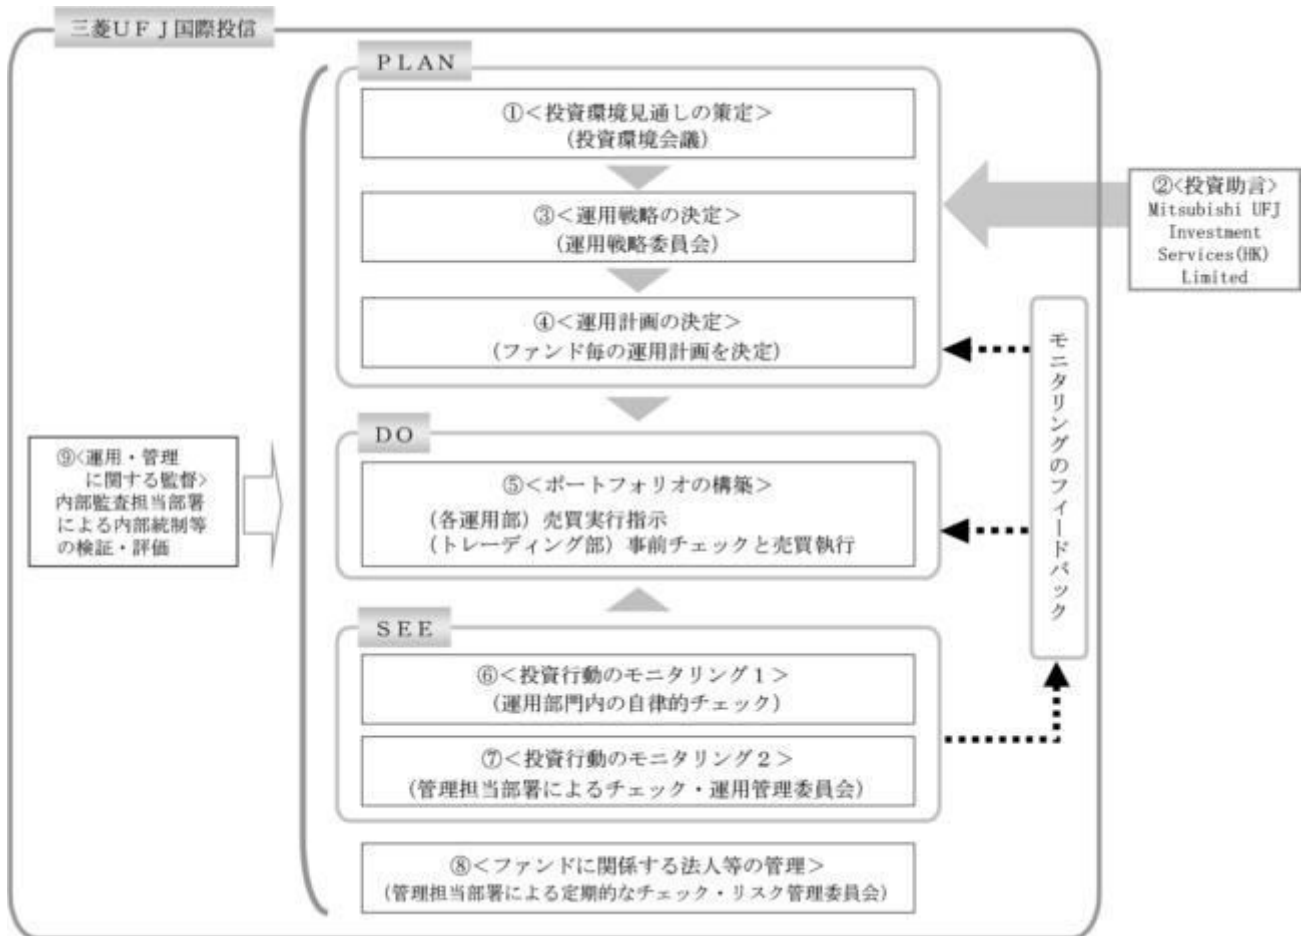 三菱UFJ国際投信
PLAN
①<投資環境見通しの策定>
(投資環境会議)
②<投資助言>
Mitsubishi UFJ
Investment
Services(HK)
Limited
③<運用戦略の決定>
(運用戦略委員会)
④<運用計画の決定>
(ファンド毎の運用計画を決定)
モニタリングのフィードバック
DO
⑤<ポートフォリオの構築>
(各運用部)売買実行指示
(トレーディング部)事前チェックと売買執行
⑨<運用・管理
に関する監督>
内部監査担当部署
による内部統制等
の検証・評価
SEE
⑥<投資行動のモニタリング1>
(運用部門内の自律的チェック)
⑦<投資行動のモニタリング2>
(管理担当部署によるチェック・運用管理委員会)
⑧<ファンドに関係する法人等の管理>
(管理担当部署による定期的なチェック・リスク管理委員会)